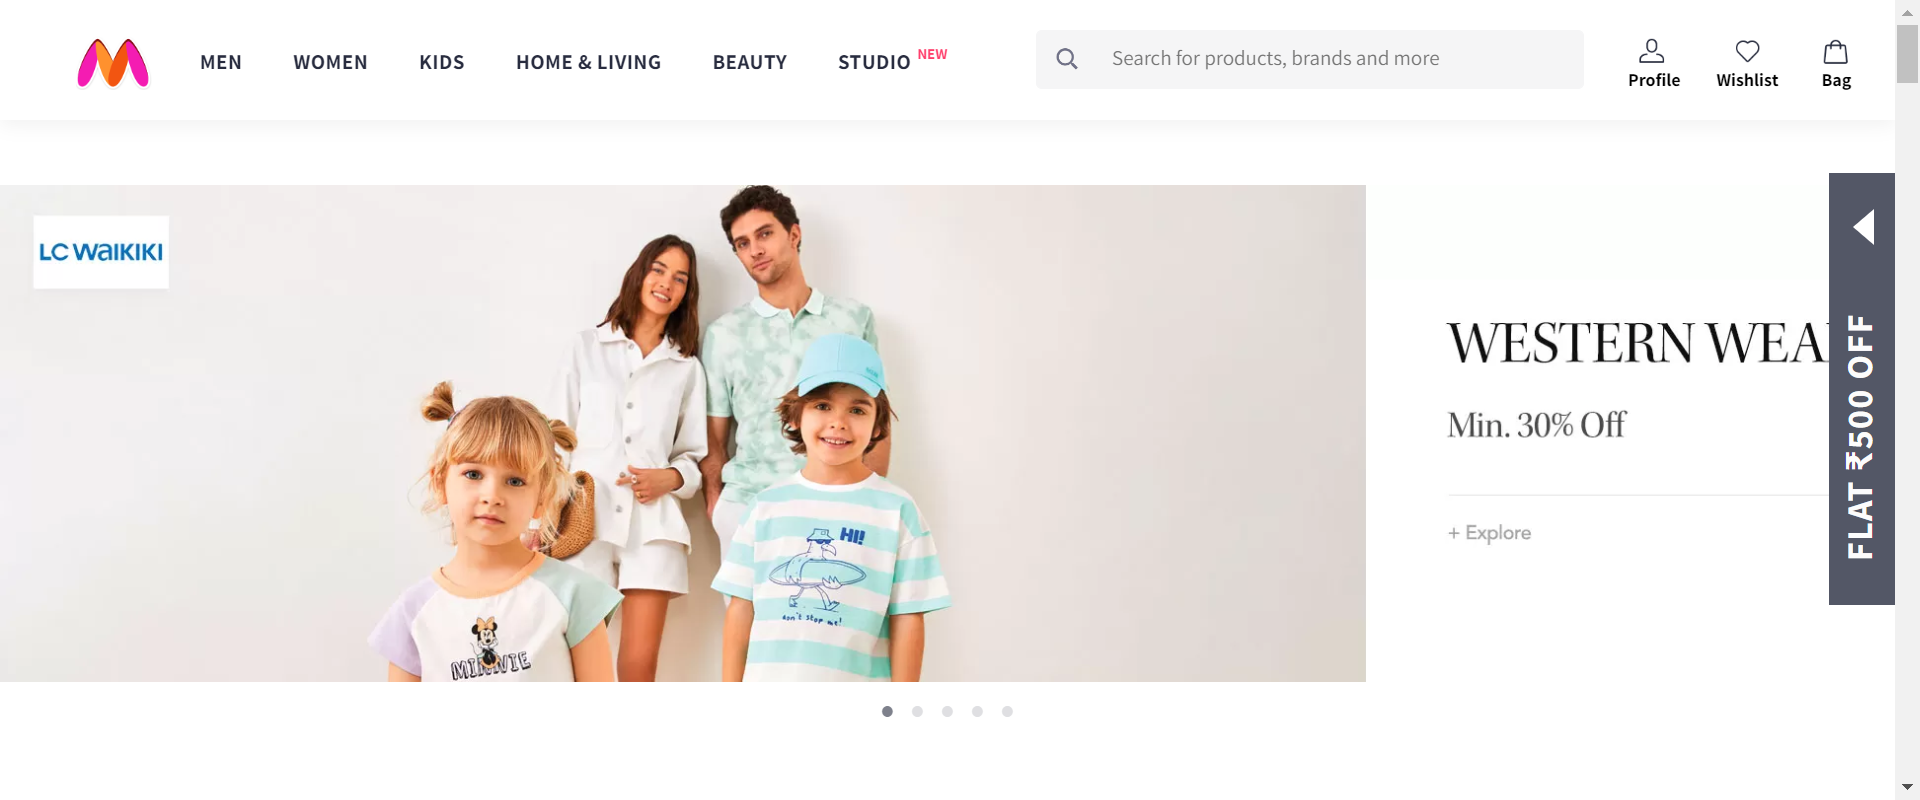 MEN WOMEN KIDS HOME & LIVING BEAUTY STUDIO NEW
Search for products, brands and more
Profile Wishlist Bag
LC WAIKIKI
HI!
don't stop me!
MINNIE
WESTERN WEA
Min. 30% Off
+ Explore
FLAT ₹500 OFF